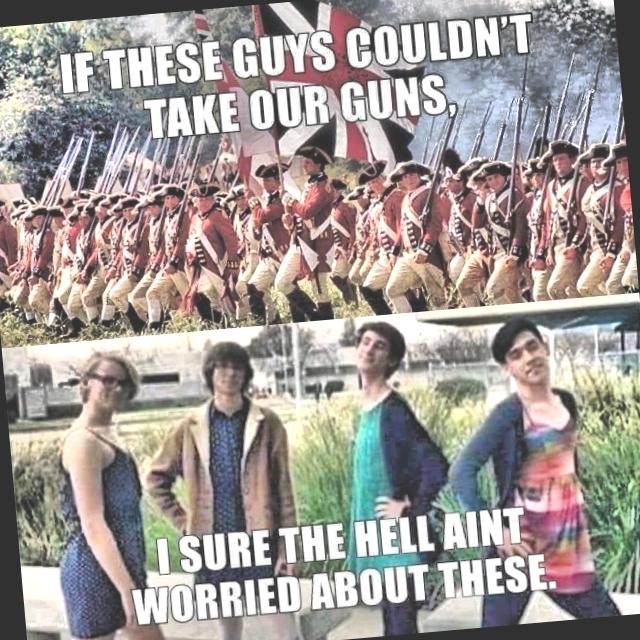 IF THESE GUYS COULDN'T
TAKE OUR GUNS,
I SURE THE HELL AINT
WORRIED ABOUT THESE.